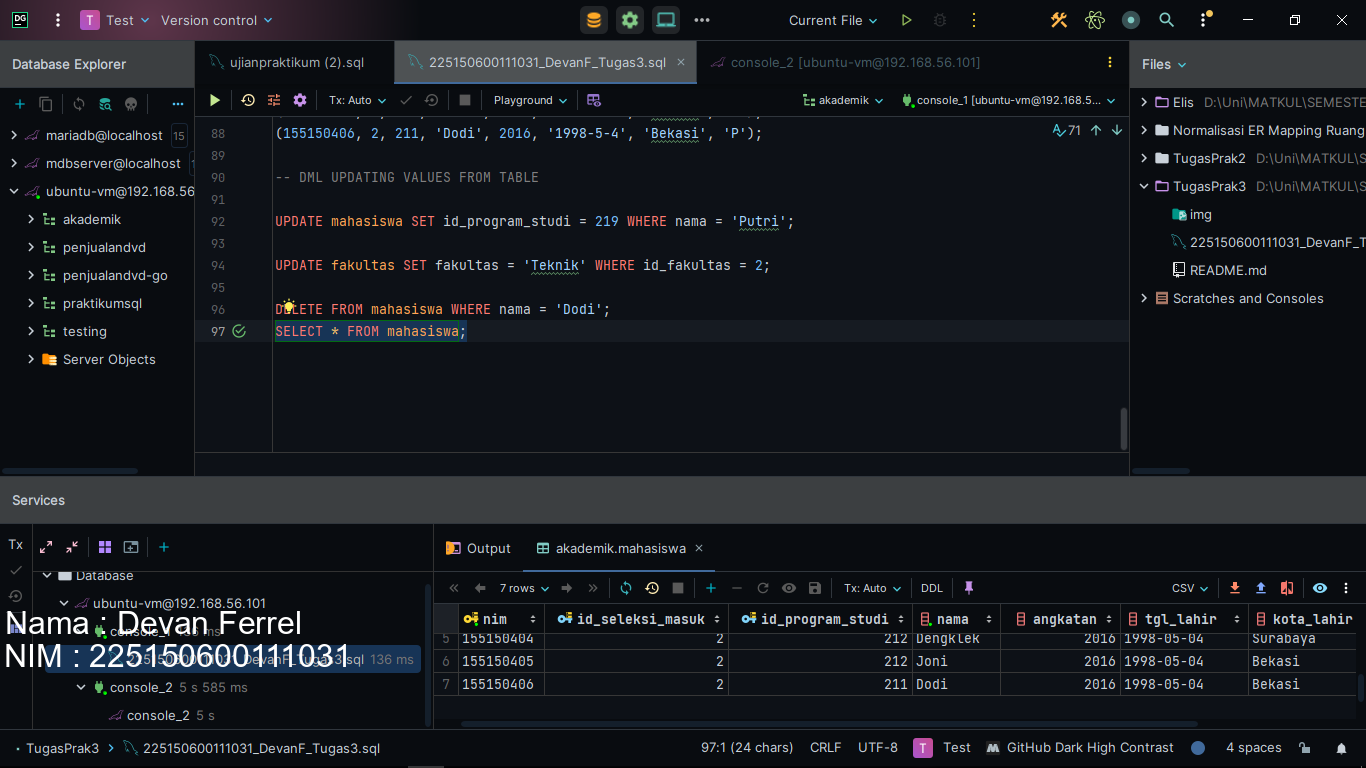 DG
T Test Version control Current File
Database Explorer
ujianpraktikum (2).sql 225150600111031_DevanF_Tugas3.sql console_2 [ubuntu-vm@192.168.56.101]
Files
Tx: Auto Playground akademik console_1 [ubuntu-vm@192.168.5...
mariadb@localhost 15
mdbserver@localhost
ubuntu-vm@192.168.56
akademik
penjualandvd
penjualandvd-go
praktikumsql
testing
Server Objects
88 (155150406, 2, 211, 'Dodi', 2016, '1998-5-4', 'Bekasi', 'P');
71
89
90 -- DML UPDATING VALUES FROM TABLE
91
92 UPDATE mahasiswa SET id_program_studi = 219 WHERE nama = 'Putri';
93
94 UPDATE fakultas SET fakultas = 'Teknik' WHERE id_fakultas = 2;
95
96 DELETE FROM mahasiswa WHERE nama = 'Dodi';
97 SELECT * FROM mahasiswa;
Elis D:\Uni\MATKUL\SEMESTE
Normalisasi ER Mapping Ruang
TugasPrak2 D:\Uni\MATKUL\S
TugasPrak3 D:\Uni\MATKUL\S
img
225150600111031_DevanF_T
README.md
Scratches and Consoles
Services
Tx
Database
ubuntu-vm@192.168.56.101
Nama : Devan Ferrel
NIM : 225150600111031
225150600111031_DevanF_Tugas3.sql 136 ms
console_2 5 s 585 ms
console_2 5 s
Output akademik.mahasiswa
7 rows Tx: Auto DDL CSV
nim id_seleksi_masuk id_program_studi nama angkatan tgl_lahir kota_lahir
5 155150404 2 212 Dengklek 2016 1998-05-04 Surabaya
6 155150405 2 212 Joni 2016 1998-05-04 Bekasi
7 155150406 2 211 Dodi 2016 1998-05-04 Bekasi
TugasPrak3 225150600111031_DevanF_Tugas3.sql 97:1 (24 chars) CRLF UTF-8 T Test GitHub Dark High Contrast 4 spaces